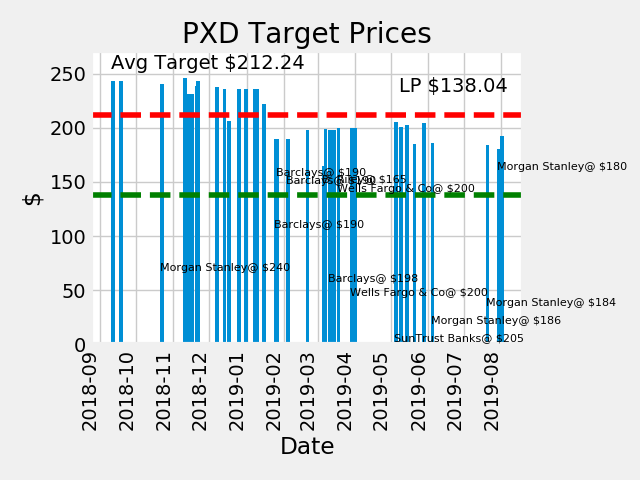 PXD Target Prices
Avg Target $212.24
LP $138.04
250
200
150
100
50
0
$
Morgan Stanley@ $180
Barclays@ $190
Barclays@ $190
$165
Wells Fargo & Co@ $200
Barclays@ $190
Morgan Stanley@ $240
Barclays@ $198
Wells Fargo & Co@ $200
Morgan Stanley@ $184
Morgan Stanley@ $186
SunTrust Banks@ $205
2018-09
2018-10
2018-11
2018-12
2019-01
2019-02
2019-03
2019-04
2019-05
2019-06
2019-07
2019-08
Date